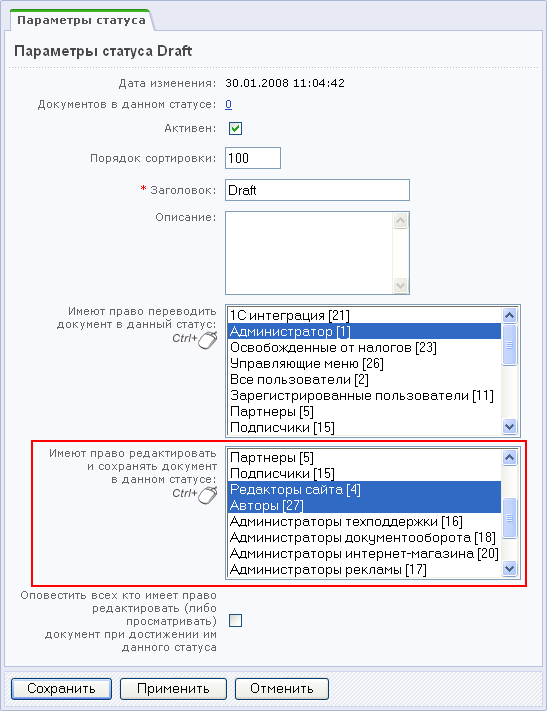 Параметры статуса
Параметры статуса Draft
Дата изменения: 30.01.2008 11:04:42
Документов в данном статусе: 0
Активен:
Порядок сортировки: 100
* Заголовок: Draft
Описание:
Имеют право переводить
документ в данный статус:
Ctrl+
1С интеграция [21]
Администратор [1]
Освобожденные от налогов [23]
Управляющие меню [26]
Все пользователи [2]
Зарегистрированные пользователи [11]
Партнеры [5]
Подписчики [15]
Имеют право редактировать
и сохранять документ
в данном статусе:
Ctrl+
Партнеры [5]
Подписчики [15]
Редакторы сайта [4]
Авторы [27]
Администраторы техподдержки [16]
Администраторы документооборота [18]
Администраторы интернет-магазина [20]
Администраторы рекламы [17]
Оповестить всех кто имеет право
редактировать (либо
просматривать)
документ при достижении им
данного статуса
Сохранить Применить Отменить